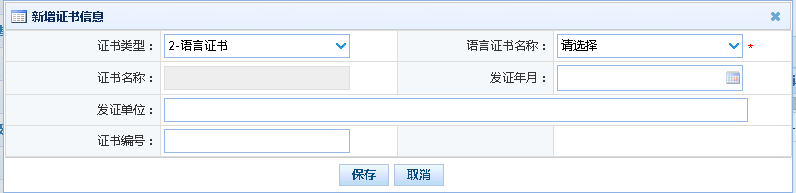 新增证书信息
证书类型： 2-语言证书 语言证书名称： 请选择 *
证书名称： 发证年月：
发证单位：
证书编号：
保存 取消